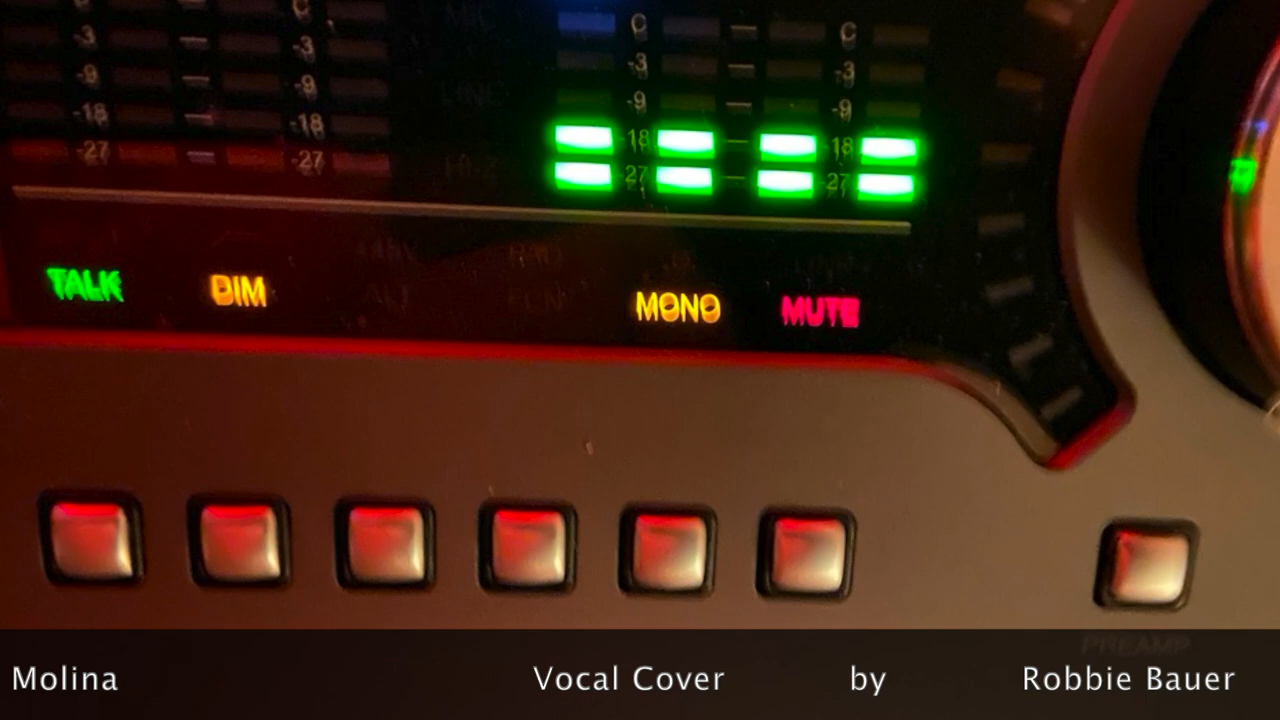 C C C C
-3 -3 -3 -3
-9 -9 -9 -9
-18 -18 -18 -18
-27 -27 -27 -27
TALK DIM MONO MUTE
PREAMP
Molina Vocal Cover by Robbie Bauer